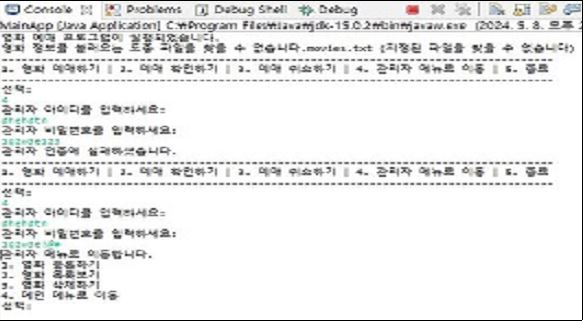 Console Problems Debug Shell Debug
MainApp [Java Application] C:\Program Files\Java\jdk-15.0.2\bin\javaw.exe (2024. 5. 8. 오후
영화 예매 프로그램이 실행되었습니다.
영화 정보를 불러오는 도중 파일을 찾을 수 없습니다.movies.txt (지정된 파일을 찾을 수 없습니다)
1. 영화 예매하기 | 2. 예매 확인하기 | 3. 예매 취소하기 | 4. 관리자 메뉴로 이동 | 5. 종료
선택:
4
관리자 아이디를 입력하세요:
관리자 비밀번호를 입력하세요:
관리자 인증에 실패하셨습니다.
1. 영화 예매하기 | 2. 예매 확인하기 | 3. 예매 취소하기 | 4. 관리자 메뉴로 이동 | 5. 종료
선택:
4
관리자 아이디를 입력하세요:
관리자 비밀번호를 입력하세요:
관리자 메뉴로 이동합니다.
1. 영화 등록하기
2. 영화 목록보기
3. 영화 삭제하기
4. 메인 메뉴로 이동
선택: